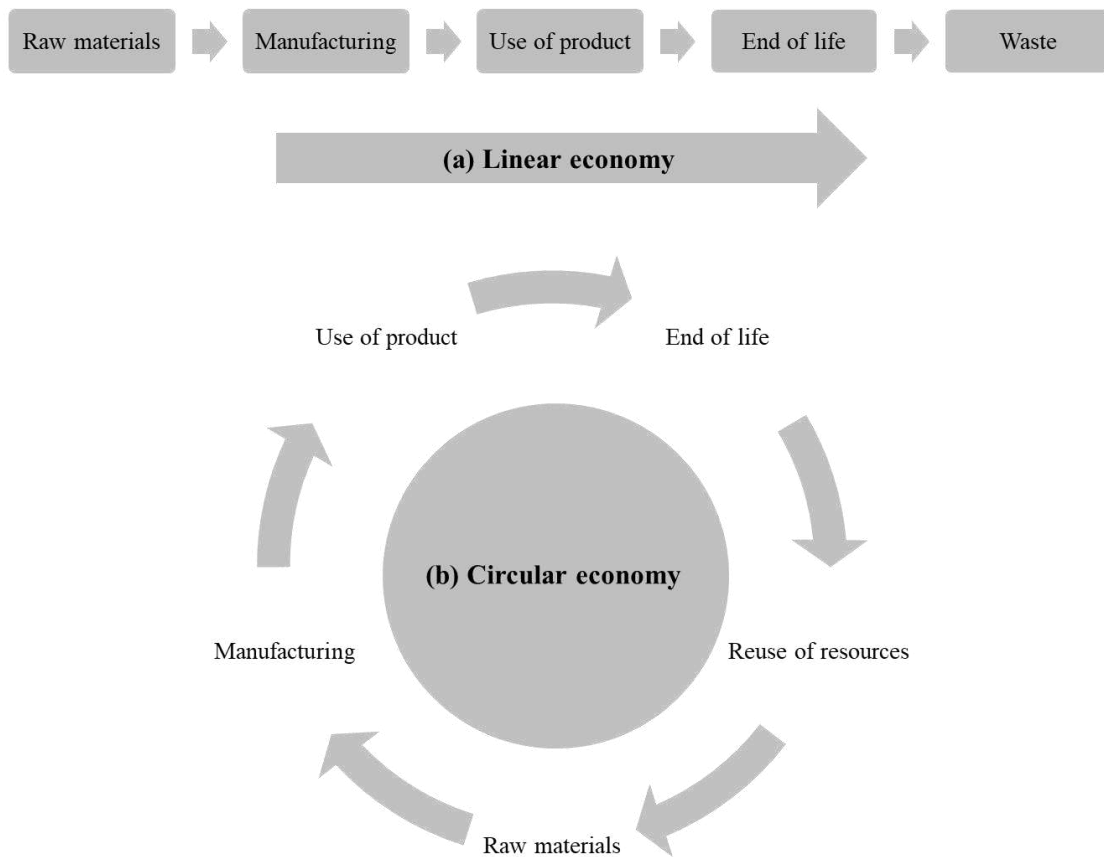 Raw materials
Manufacturing
Use of product
End of life
Waste
(a) Linear economy
Use of product
End of life
(b) Circular economy
Manufacturing
Reuse of resources
Raw materials